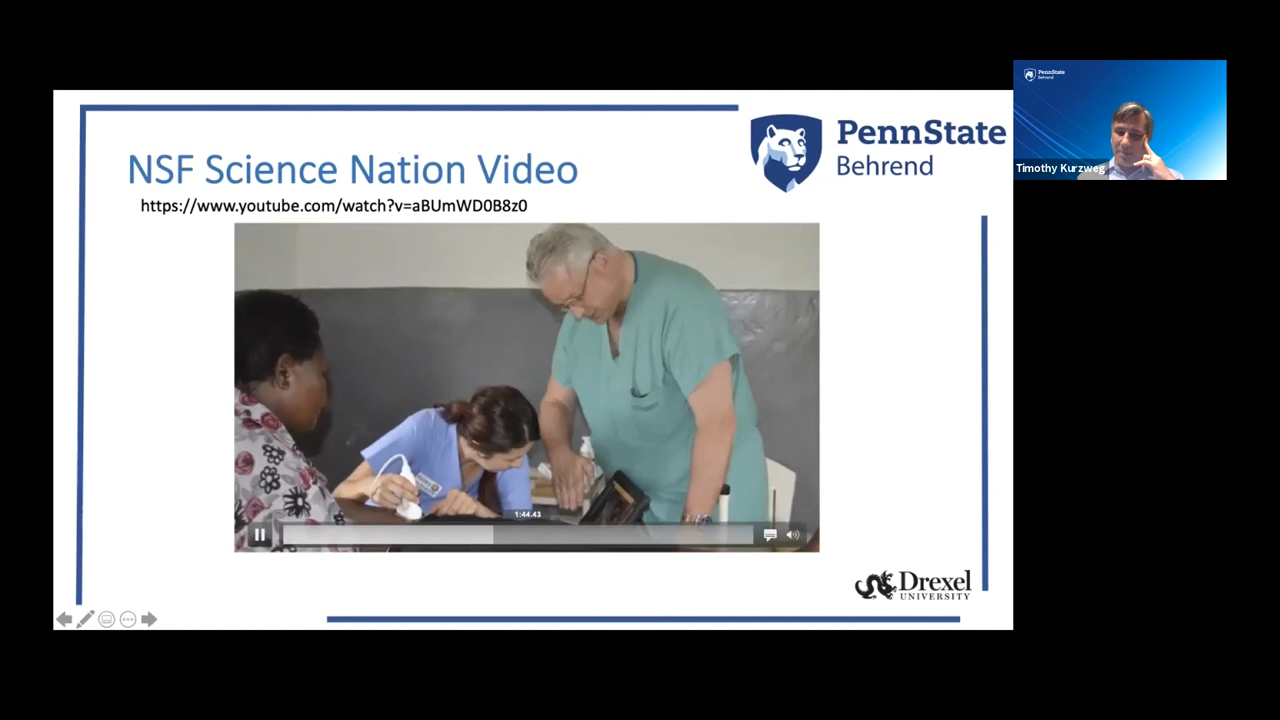 NSF Science Nation Video
https://www.youtube.com/watch?v=aBUmWD0B8z0
PennState
Behrend
PennState
Behrend
Timothy Kurzweg
1:44.43
Drexel
UNIVERSITY